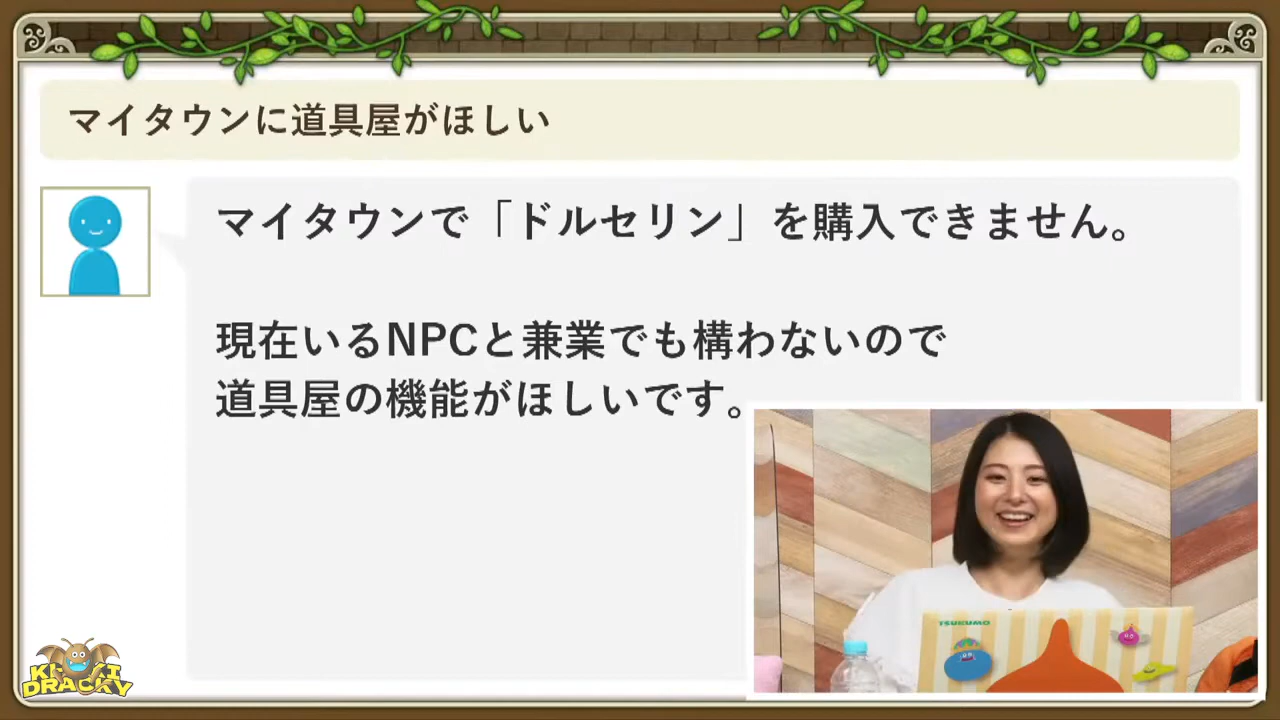 マイタウンに道具屋がほしい
マイタウンで「ドルセリン」を購入できません。
現在いるNPCと兼業でも構わないので
道具屋の機能がほしいです。
TSUKUMO
DRACKY